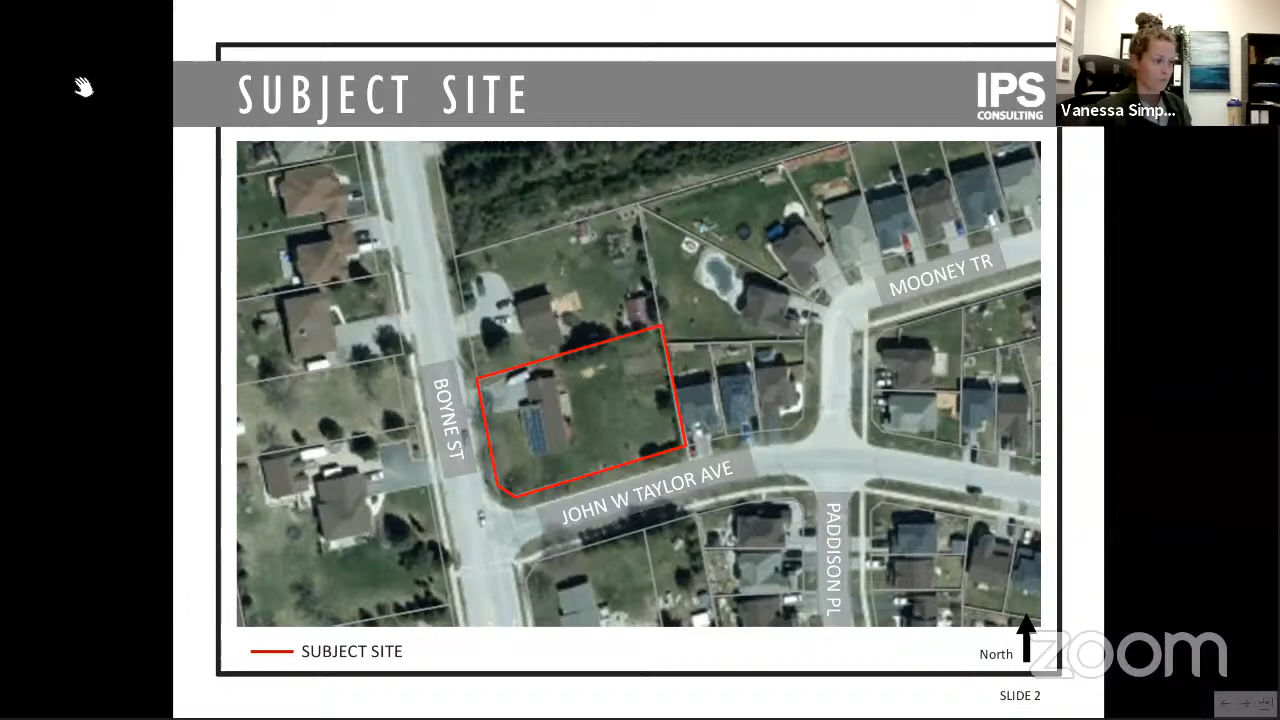 SUBJECT SITE
IPS
CONSULTING
Vanessa Simp...
MOONEY TR
BOYNE ST
JOHN W TAYLOR AVE
PADDISON PL
SUBJECT SITE
North
zoom
SLIDE 2